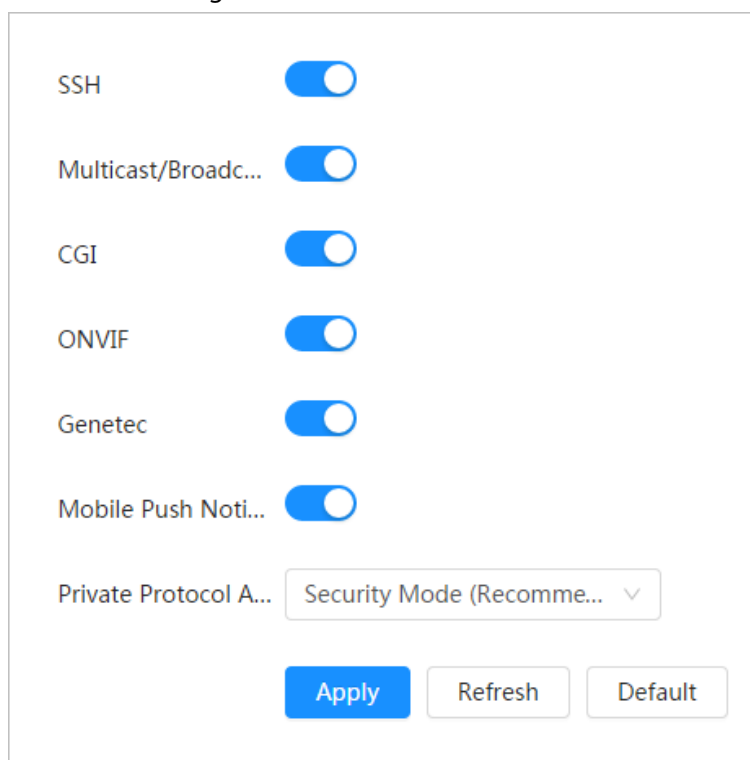 SSH
Multicast/Broadc...
CGI
ONVIF
Genetec
Mobile Push Noti...
Private Protocol A... Security Mode (Recomme...
Apply Refresh Default